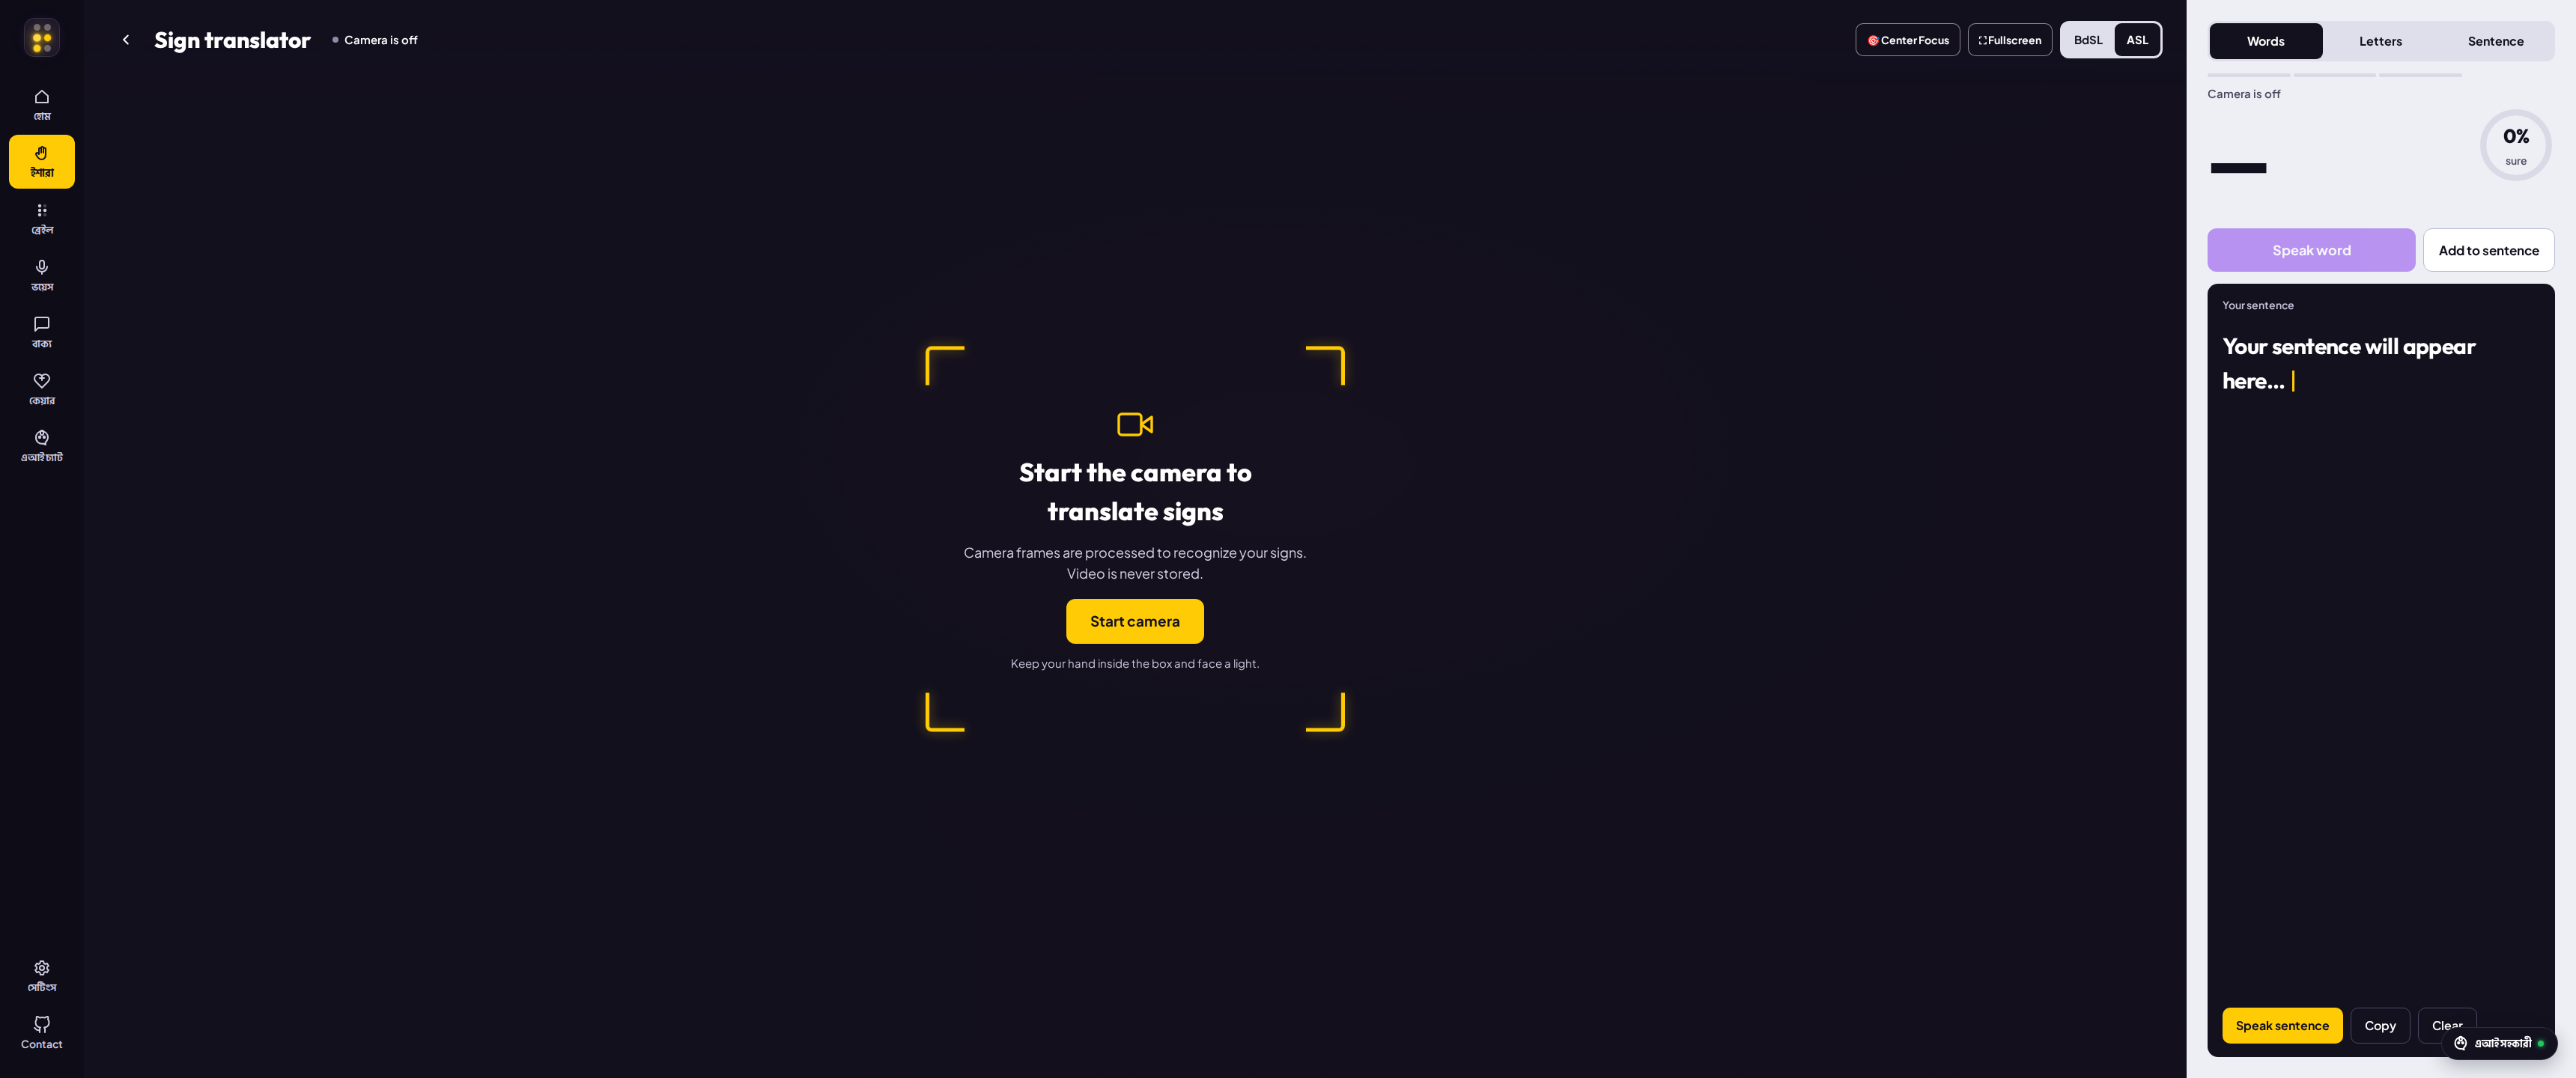 হোম
ইশারা
ব্রেইল
ভয়েস
বাক্য
কেয়ার
এআই চ্যাট
সেটিংস
Contact
Sign translator
Camera is off
🎯 Center Focus
⛶ Fullscreen
BdSL
ASL
Start the camera to
translate signs
Camera frames are processed to recognize your signs.
Video is never stored.
Start camera
Keep your hand inside the box and face a light.
Words
Letters
Sentence
Camera is off
0%
sure
Speak word
Add to sentence
Your sentence
Your sentence will appear
here...
Speak sentence
Copy
Clear
এআই সহকারী